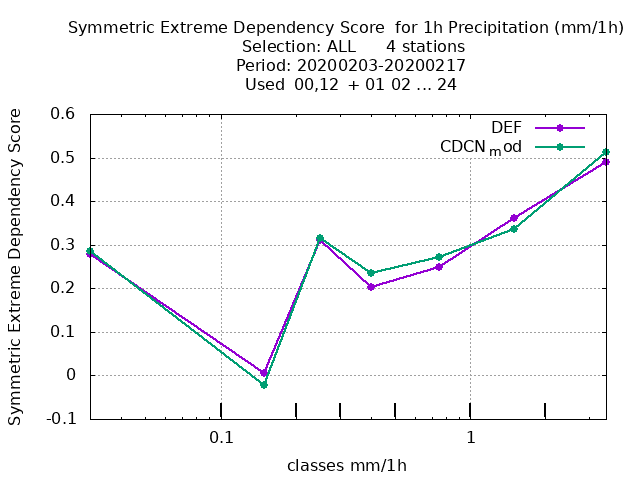 Symmetric Extreme Dependency Score  for 1h Precipitation (mm/1h)
Selection: ALL      4 stations
Period: 20200203-20200217
Used  00,12  + 01 02 ... 24
Symmetric Extreme Dependency Score
0.6
0.5
0.4
0.3
0.2
0.1
0
-0.1
DEF
CDCNmod
0.1
1
classes mm/1h